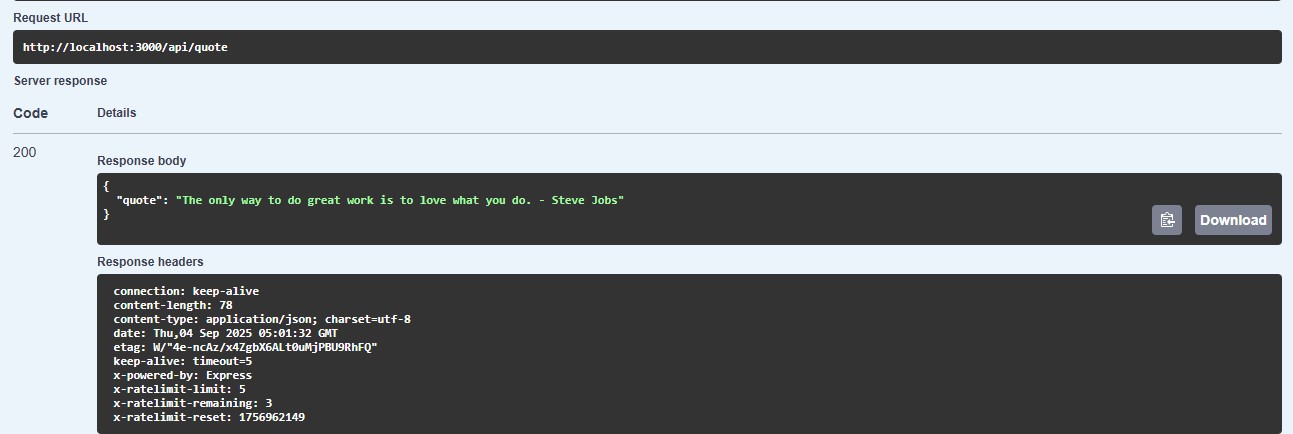 Request URL
http://localhost:3000/api/quote
Server response
Code Details
200
Response body
{
"quote": "The only way to do great work is to love what you do. - Steve Jobs"
}
Download
Response headers
connection: keep-alive
content-length: 78
content-type: application/json; charset=utf-8
date: Thu,04 Sep 2025 05:01:32 GMT
etag: W/"4e-ncAz/x4ZgbX6ALt0uMjPBU9RhFQ"
keep-alive: timeout=5
x-powered-by: Express
x-ratelimit-limit: 5
x-ratelimit-remaining: 3
x-ratelimit-reset: 1756962149